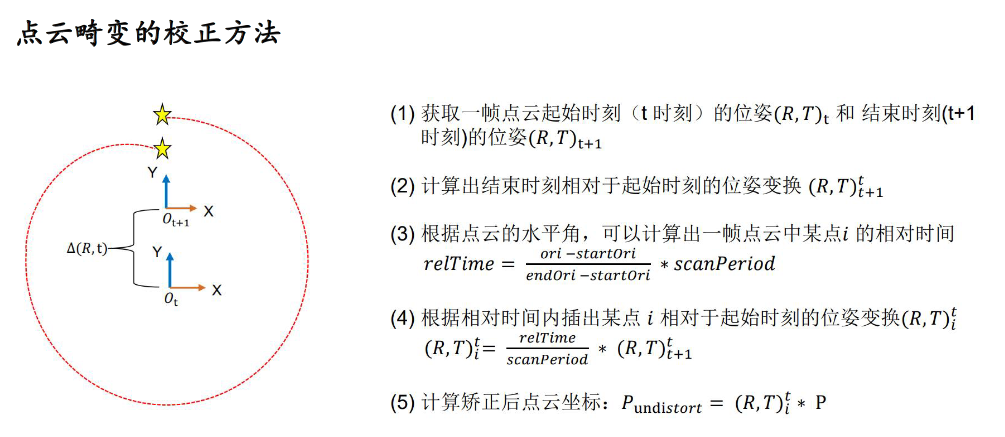 点云畸变的校正方法
(1) 获取一帧点云起始时刻（t 时刻）的位姿(R,T)_t 和 结束时刻(t+1
时刻)的位姿(R,T)_{t+1}
(2) 计算出结束时刻相对于起始时刻的位姿变换 (R,T)^t_{t+1}
(3) 根据点云的水平角，可以计算出一帧点云中某点i 的相对时间
relTime = \frac{ori −startOri}{endOri −startOri} * scanPeriod
(4) 根据相对时间内插出某点 i 相对于起始时刻的位姿变换(R,T)^t_i
(R,T)^t_i= \frac{relTime}{scanPeriod} * (R,T)^t_{t+1}
(5) 计算矫正后点云坐标：P_{undistort} = (R,T)^t_i * P
Y
X
O_{t+1}
Δ(R,t)
Y
X
O_t